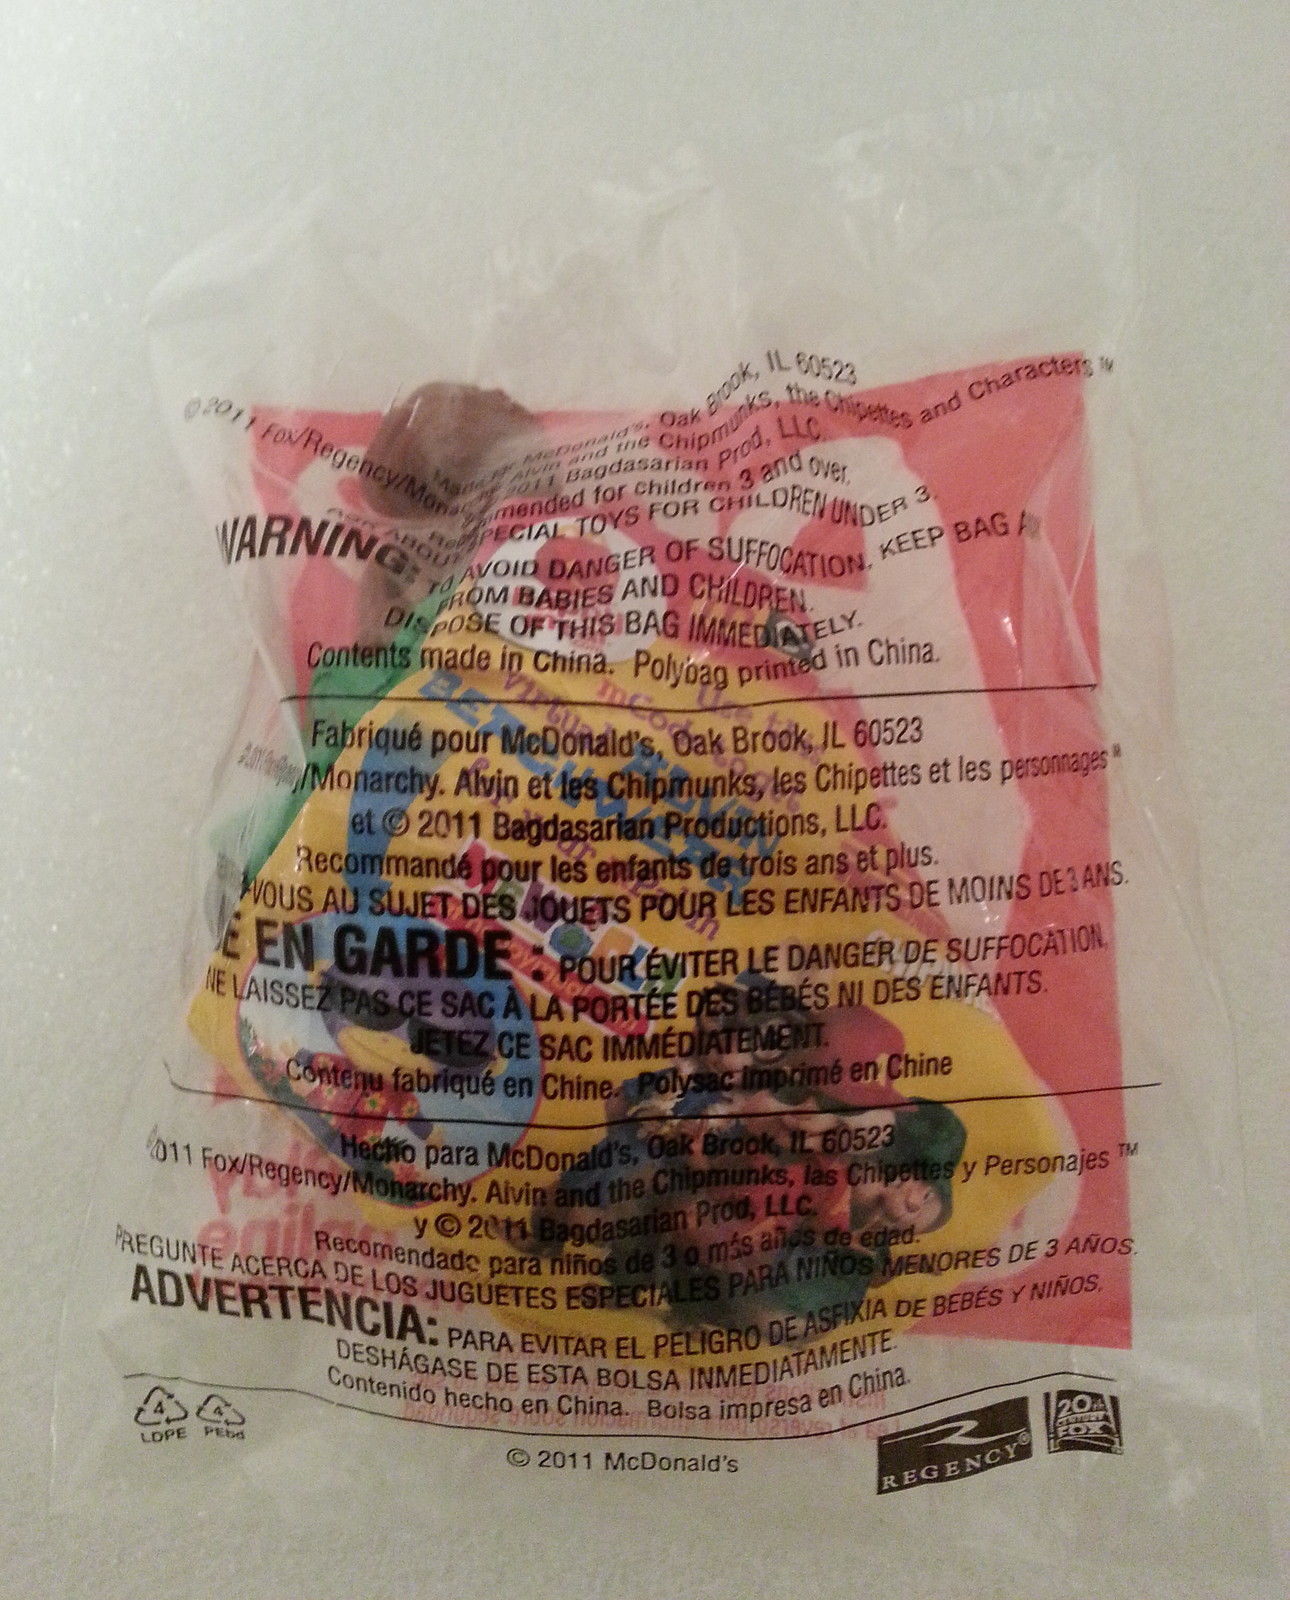 Made for McDonald's, Oak Brook, IL 60523
©2011 Fox/Regency/Monarchy. Alvin and the Chipmunks, the Chipettes and Characters™
2011 Bagdasarian Prod, LLC.
Recommended for children 3 and over.
ASK ABOUT SPECIAL TOYS FOR CHILDREN UNDER 3.
WARNING: TO AVOID DANGER OF SUFFOCATION, KEEP BAG
FROM BABIES AND CHILDREN.
DISPOSE OF THIS BAG IMMEDIATELY.
Contents made in China. Polybag printed in China.
Fabriqué pour McDonald's, Oak Brook, IL 60523
/Monarchy. Alvin et les Chipmunks, les Chipettes et les personnages
et © 2011 Bagdasarian Productions, LLC.
Recommandé pour les enfants de trois ans et plus.
VOUS AU SUJET DES JOUETS POUR LES ENFANTS DE MOINS DE 3 ANS.
E EN GARDE : POUR ÉVITER LE DANGER DE SUFFOCATION,
NE LAISSEZ PAS CE SAC À LA PORTÉE DES BÉBÉS NI DES ENFANTS.
JETEZ CE SAC IMMÉDIATEMENT.
Contenu fabriqué en Chine. Polysac imprimé en Chine
Hecho para McDonald's, Oak Brook, IL 60523
©2011 Fox/Regency/Monarchy. Alvin and the Chipmunks, las Chipettes y Personajes ™
y © 2011 Bagdasarian Prod, LLC.
Recomendado para niños de 3 o más años de edad.
PREGUNTE ACERCA DE LOS JUGUETES ESPECIALES PARA NIÑOS MENORES DE 3 AÑOS.
ADVERTENCIA: PARA EVITAR EL PELIGRO DE ASFIXIA DE BEBÉS Y NIÑOS,
DESHÁGASE DE ESTA BOLSA INMEDIATAMENTE.
Contenido hecho en China. Bolsa impresa en China.
4 LDPE
4 PEbd
© 2011 McDonald's
REGENCY®
20th CENTURY FOX